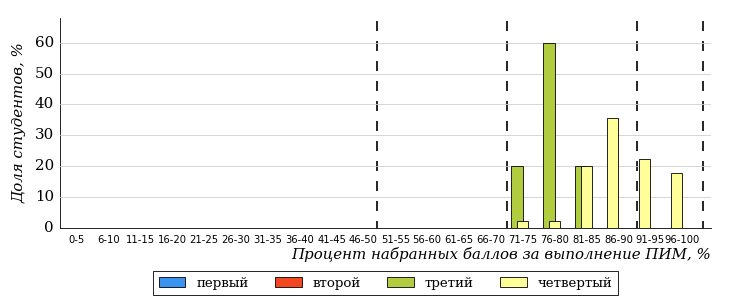 Доля студентов, %
60
50
40
30
20
10
0
0-5 6-10 11-15 16-20 21-25 26-30 31-35 36-40 41-45 46-50 51-55 56-60 61-65 66-70 71-75 76-80 81-85 86-90 91-95 96-100
Процент набранных баллов за выполнение ПИМ, %
первый второй третий четвертый